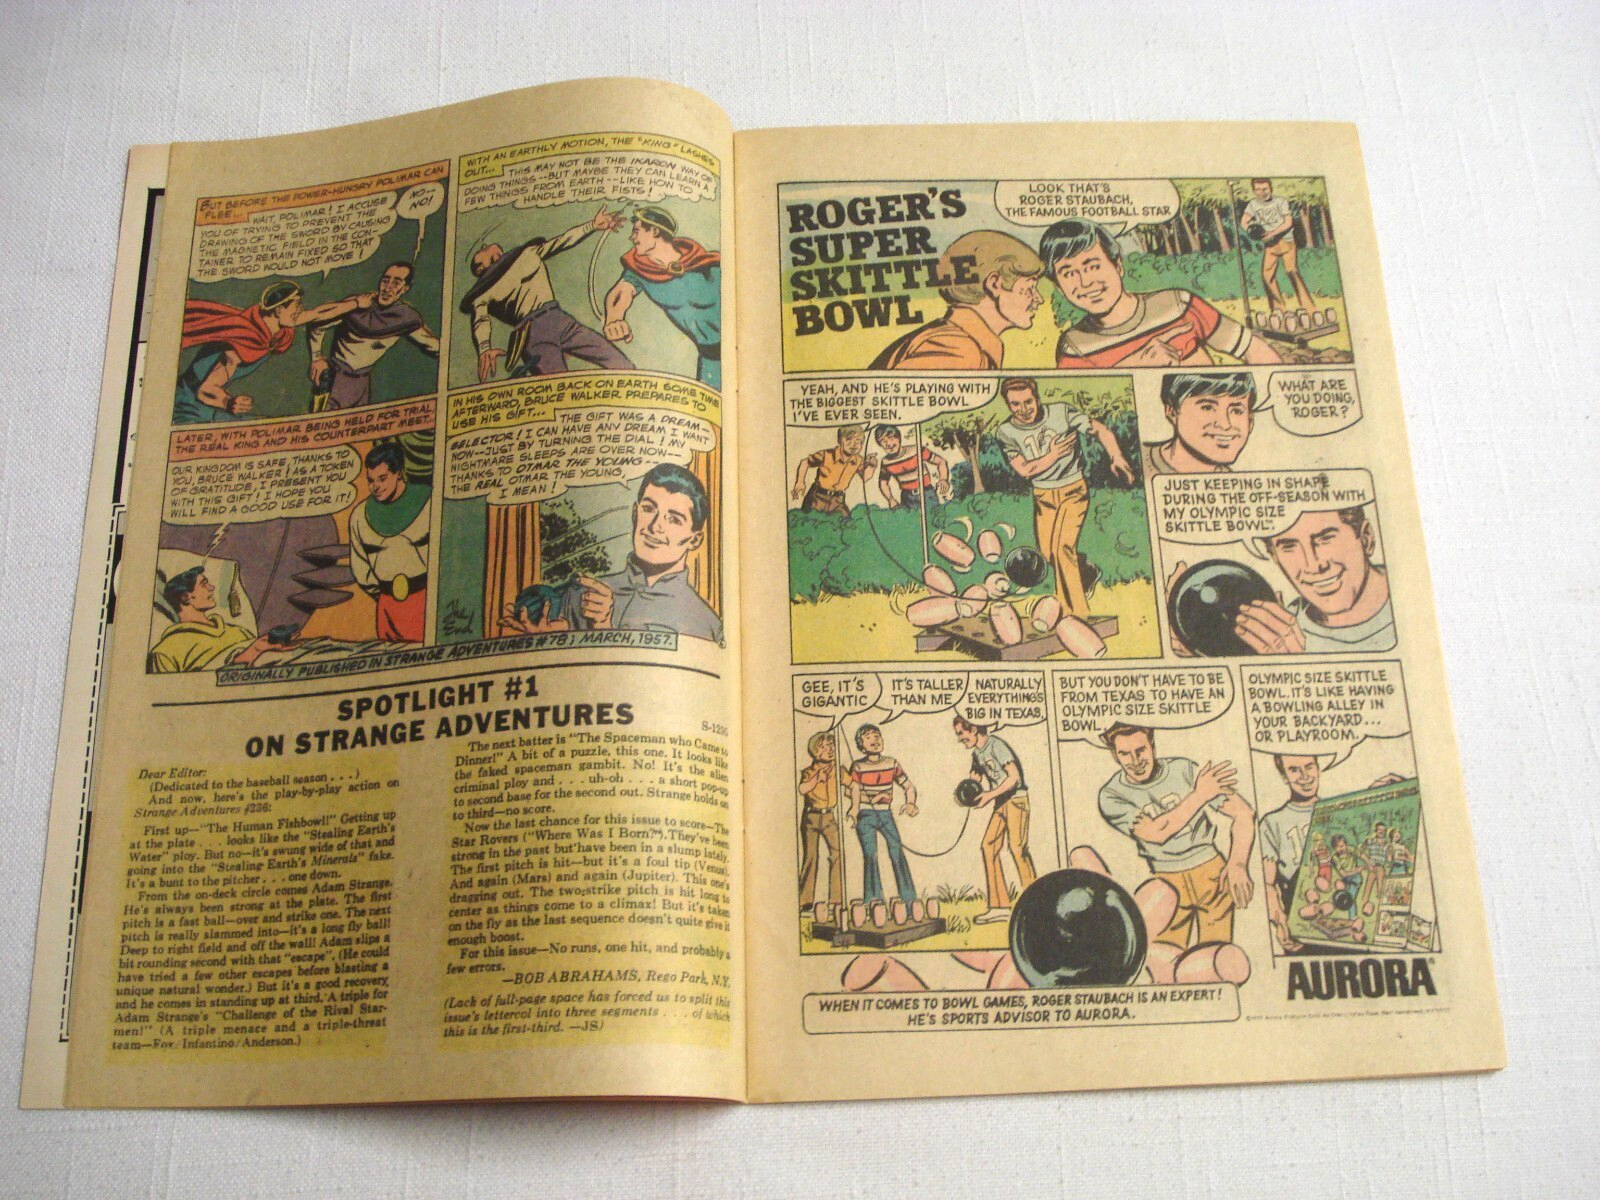 BUT BEFORE THE POWER-HUNGRY POLIMAR CAN
FLEE...
WAIT, POLIMAR! I ACCUSE
YOU OF TRYING TO PREVENT THE
DRAWING OF THE SWORD BY CAUSING
THE MAGNETIC FIELD IN THE CON-
TAINER TO REMAIN FIXED SO THAT
THE SWORD WOULD NOT MOVE!
NO--
NO!
WITH AN EARTHLY MOTION, THE "KING" LASHES
OUT...
THIS MAY NOT BE THE IKARON WAY OF
DOING THINGS--BUT MAYBE THEY CAN LEARN A
FEW THINGS FROM EARTH--LIKE HOW TO
HANDLE THEIR FISTS!
LATER, WITH POLIMAR BEING HELD FOR TRIAL,
THE REAL KING AND HIS COUNTERPART MEET...
OUR KINGDOM IS SAFE, THANKS TO
YOU, BRUCE WALKER! AS A TOKEN
OF GRATITUDE, I PRESENT YOU
WITH THIS GIFT! I HOPE YOU
WILL FIND A GOOD USE FOR IT!
IN HIS OWN ROOM BACK ON EARTH SOME TIME
AFTERWARD, BRUCE WALKER PREPARES TO
USE HIS GIFT...
THE GIFT WAS A DREAM-
SELECTOR! I CAN HAVE ANY DREAM I WANT
NOW--JUST BY TURNING THE DIAL! MY
NIGHTMARE SLEEPS ARE OVER NOW--
THANKS TO OTMAR THE YOUNG--
THE REAL OTMAR THE YOUNG,
I MEAN!
The End
ORIGINALLY PUBLISHED IN STRANGE ADVENTURES #78; MARCH, 1957.
SPOTLIGHT #1
ON STRANGE ADVENTURES
S-1295
Dear Editor:
(Dedicated to the baseball season . . .)
And now, here's the play-by-play action on
Strange Adventures #236:
First up—"The Human Fishbowl!" Getting up
at the plate . . . looks like the "Stealing Earth's
Water" ploy. But no—it's swung wide of that and
going into the "Stealing Earth's Minerals" fake.
It's a bunt to the pitcher . . . one down.
From the on-deck circle comes Adam Strange.
He's always been strong at the plate. The first
pitch is a fast ball—over and strike one. The next
pitch is really slammed into—it's a long fly ball!
Deep to right field and off the wall! Adam slips a
bit rounding second with that "escape". (He could
have tried a few other escapes before blasting a
unique natural wonder.) But it's a good recovery,
and he comes in standing up at third. A triple for
Adam Strange's "Challenge of the Rival Star-
men!" (A triple menace and a triple-threat
team—Fox/Infantino/Anderson.)
The next batter is "The Spaceman who Came to
Dinner!" A bit of a puzzle, this one. It looks like
the faked spaceman gambit. No! It's the alien
criminal ploy and . . . uh-oh . . . a short pop-up
to second base for the second out. Strange holds on
to third—no score.
Now the last chance for this issue to score—The
Star Rovers ("Where Was I Born?"). They've been
strong in the past but have been in a slump lately.
The first pitch is hit—but it's a foul tip (Venus).
And again (Mars) and again (Jupiter). This one's
dragging out. The two-strike pitch is hit long to
center as things come to a climax! But it's taken
on the fly as the last sequence doesn't quite give it
enough boost.
For this issue—No runs, one hit, and probably a
few errors.
—BOB ABRAHAMS, Rego Park, N.Y.
(Lack of full-page space has forced us to split this
issue's lettercol into three segments . . . of which
this is the first-third. —JS)
ROGER'S
SUPER
SKITTLE
BOWL
LOOK THAT'S
ROGER STAUBACH,
THE FAMOUS FOOTBALL STAR
YEAH, AND HE'S PLAYING WITH
THE BIGGEST SKITTLE BOWL
I'VE EVER SEEN.
WHAT ARE
YOU DOING,
ROGER?
JUST KEEPING IN SHAPE
DURING THE OFF-SEASON WITH
MY OLYMPIC SIZE
SKITTLE BOWL™.
GEE, IT'S
GIGANTIC
IT'S TALLER
THAN ME
NATURALLY
EVERYTHING'S
BIG IN TEXAS.
BUT YOU DON'T HAVE TO BE
FROM TEXAS TO HAVE AN
OLYMPIC SIZE SKITTLE
BOWL.
OLYMPIC SIZE SKITTLE
BOWL. IT'S LIKE HAVING
A BOWLING ALLEY IN
YOUR BACKYARD...
OR PLAYROOM.
WHEN IT COMES TO BOWL GAMES, ROGER STAUBACH IS AN EXPERT!
HE'S SPORTS ADVISOR TO AURORA.
AURORA®